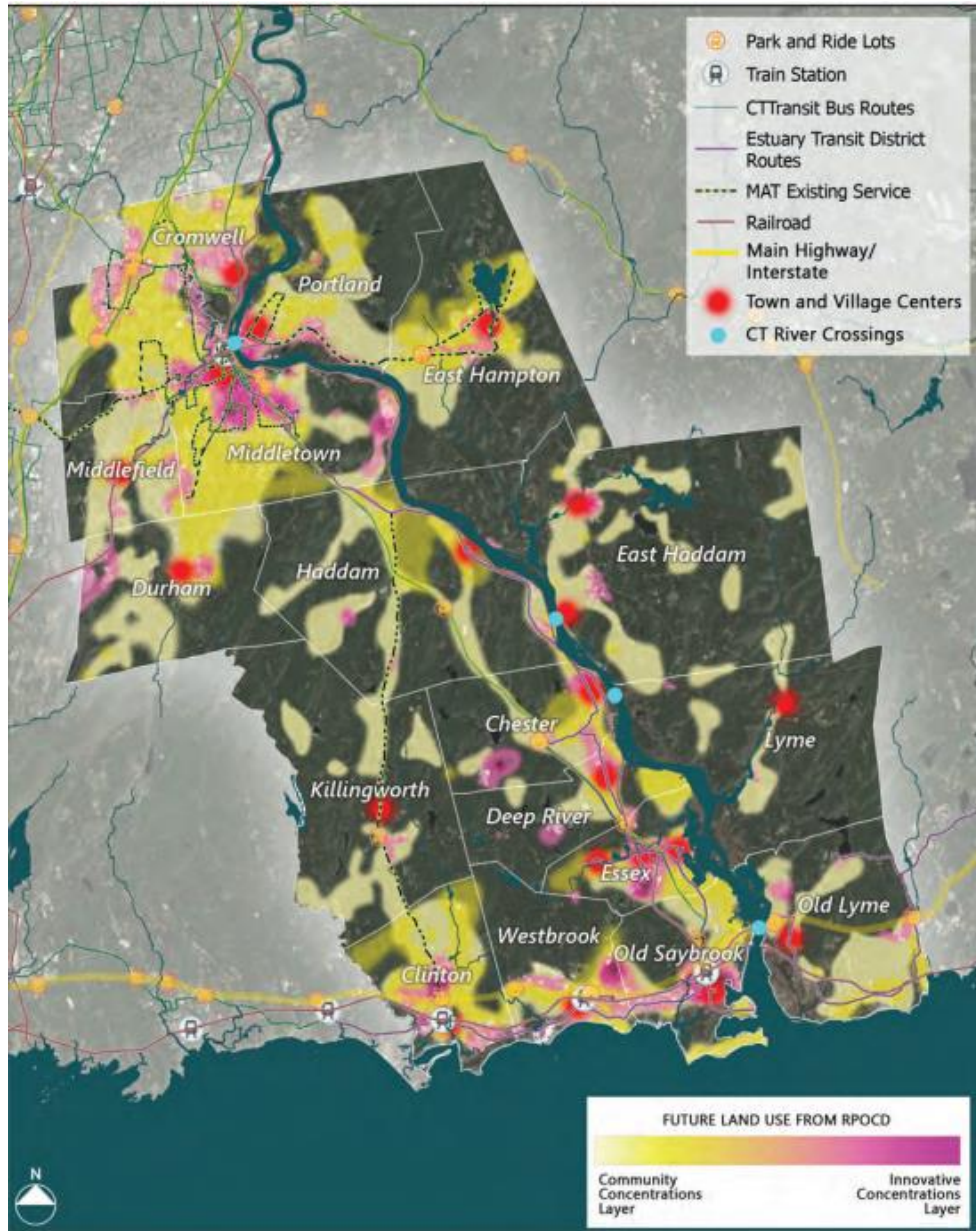 Park and Ride Lots
Train Station
CTTransit Bus Routes
Estuary Transit District
Routes
MAT Existing Service
Railroad
Main Highway/
Interstate
Town and Village Centers
CT River Crossings
Cromwell
Portland
East Hampton
Middletown
Middlefield
Durham
Haddam
East Haddam
Chester
Lyme
Killingworth
Deep River
Essex
Old Lyme
Westbrook
Old Saybrook
Clinton
FUTURE LAND USE FROM RPOCD
Community
Concentrations
Layer
Innovative
Concentrations
Layer
N